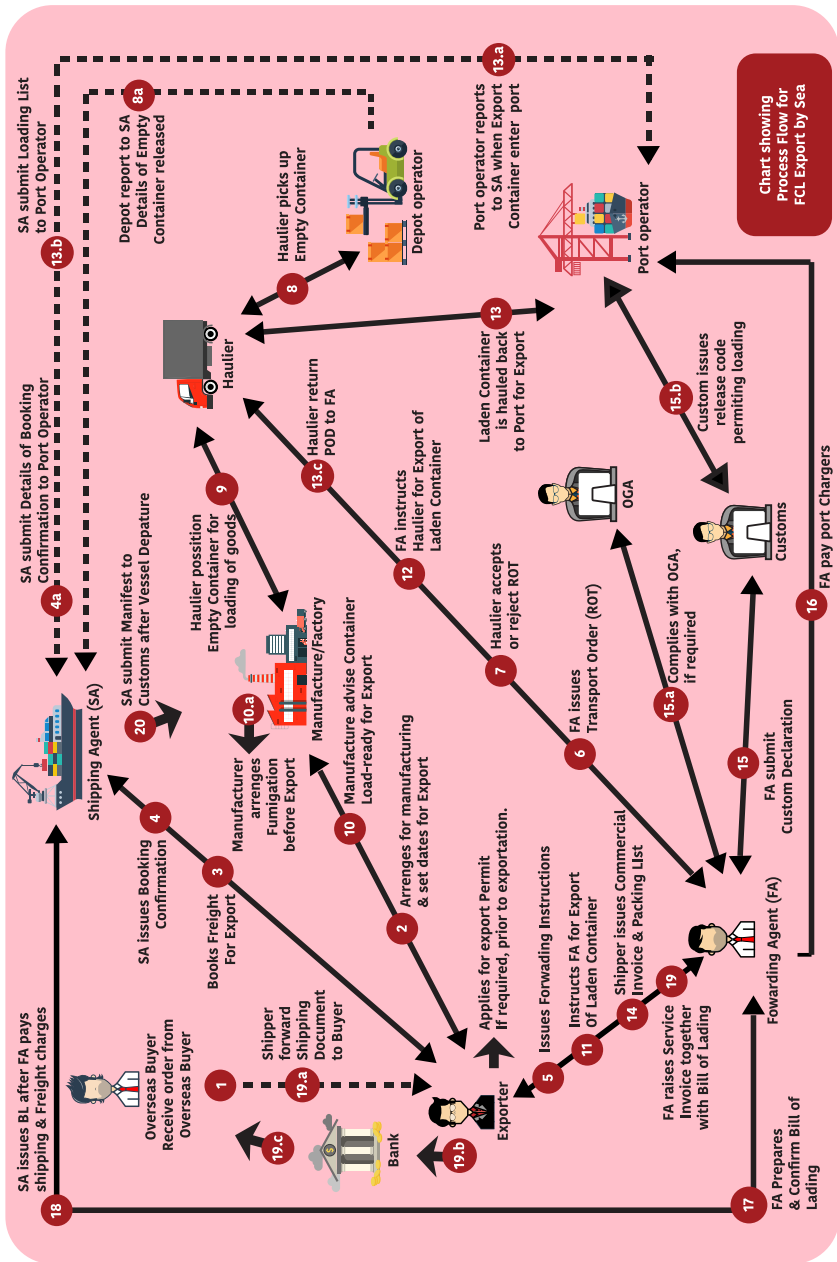 SA issues BL after FA pays
shipping & Freight charges
18
Overseas Buyer
Receive order from
Overseas Buyer
1
19.a
Shipper
forward
Shipping
Document
to Buyer
19.c
Bank
19.b
Exporter
Applies for export Permit
If required, prior to exportation.
SA issues Booking
Confirmation
4
3
Books Freight
For Export
Shipping Agent (SA)
20
SA submit Manifest to
Customs after Vessel Depature
4a
SA submit Details of Booking
Confirmation to Port Operator
13.b
SA submit Loading List
to Port Operator
8a
Depot report to SA
Details of Empty
Container released
13.a
Port operator reports
to SA when Export
Container enter port
Manufacturer
arrenges
Fumigation
before Export
10.a
Manufacture/Factory
Haulier possition
Empty Container for
loading of goods
9
Haulier
8
Haulier picks up
Empty Container
Depot operator
2
Arrenges for manufacturing
& set dates for Export
10
Manufacture advise Container
Load-ready for Export
13.c
Haulier return
POD to FA
12
FA instructs
Haulier for Export of
Laden Container
7
Haulier accepts
or reject ROT
6
FA issues
Transport Order (ROT)
13
Laden Container
is hauled back
to Port for Export
Port operator
5
Issues Forwading Instructions
11
Instructs FA for Export
of Laden Container
14
Shipper issues Commercial
Invoice & Packing LIst
19
FA raises Service
Invoice together
with Bill of Lading
Fowarding Agent (FA)
15.a
Complies with OGA,
if required
OGA
15
FA submit
Custom Declaration
Customs
15.b
Custom issues
release code
permiting loading
16
FA pay port Chargers
17
FA Prepares
& Confirm Bill of
Lading
Chart showing
Process Flow for
FCL Export by Sea